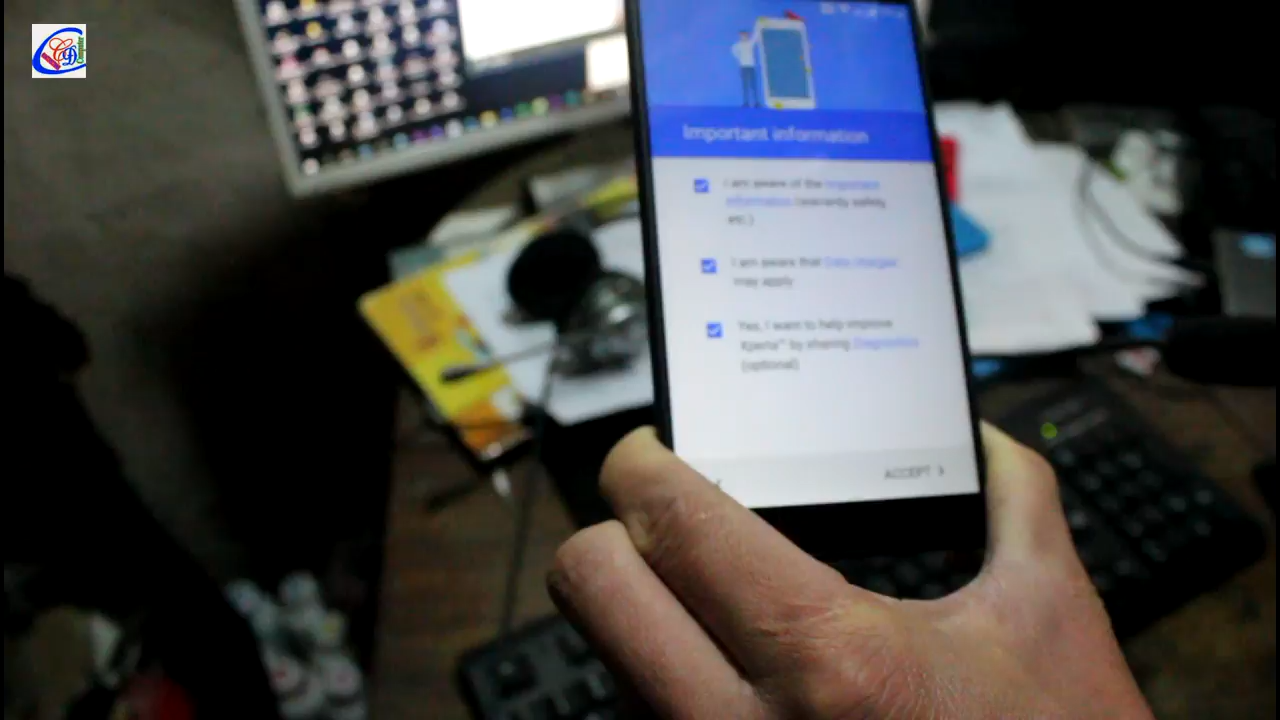 Important information
I am aware of the important
information (warranty, safety,
etc.)
I am aware that Data charges
may apply
Yes, I want to help improve
Xperia™ by sharing Diagnostics
(optional)
ACCEPT